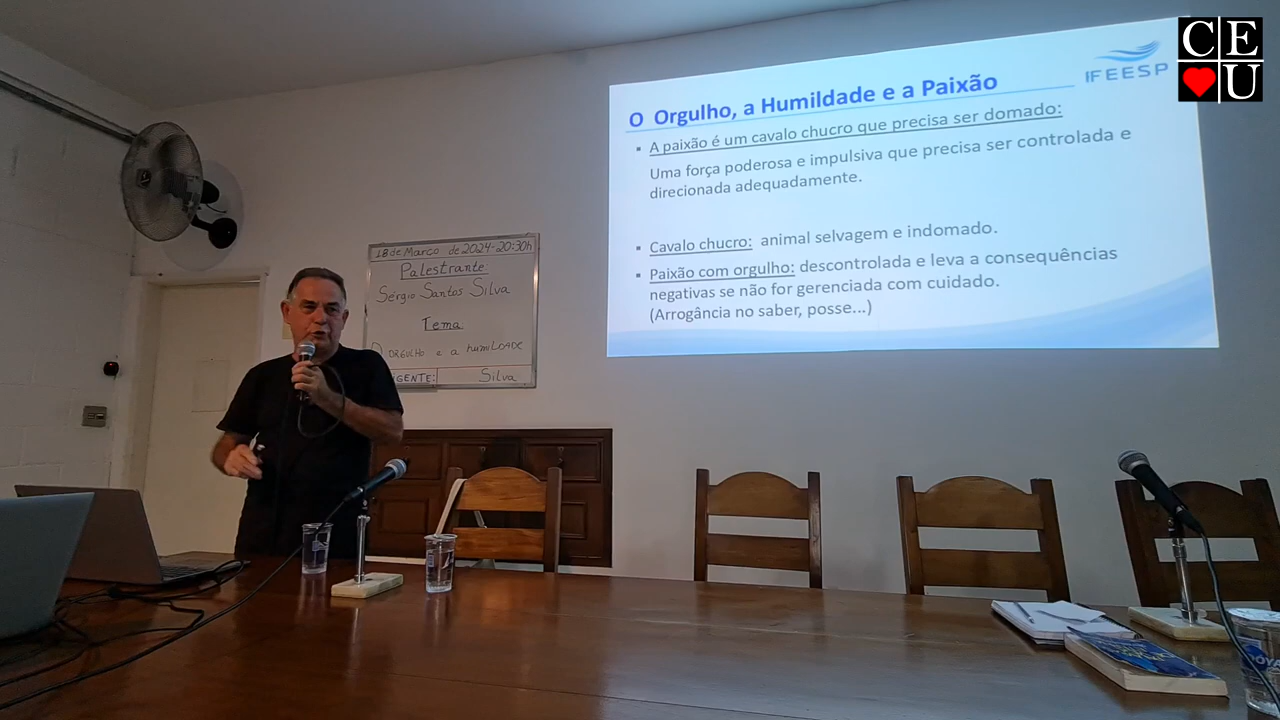 CE
U
IFEESP
O Orgulho, a Humildade e a Paixão
▪ A paixão é um cavalo chucro que precisa ser domado:
Uma força poderosa e impulsiva que precisa ser controlada e
direcionada adequadamente.
▪ Cavalo chucro: animal selvagem e indomado.
▪ Paixão com orgulho: descontrolada e leva a consequências
negativas se não for gerenciada com cuidado.
(Arrogância no saber, posse...)
18 de Março de 2024-20:30h
Palestrante:
Sérgio Santos Silva
Tema
O ORGULHO e a humiLDADE
IGENTE: Silva